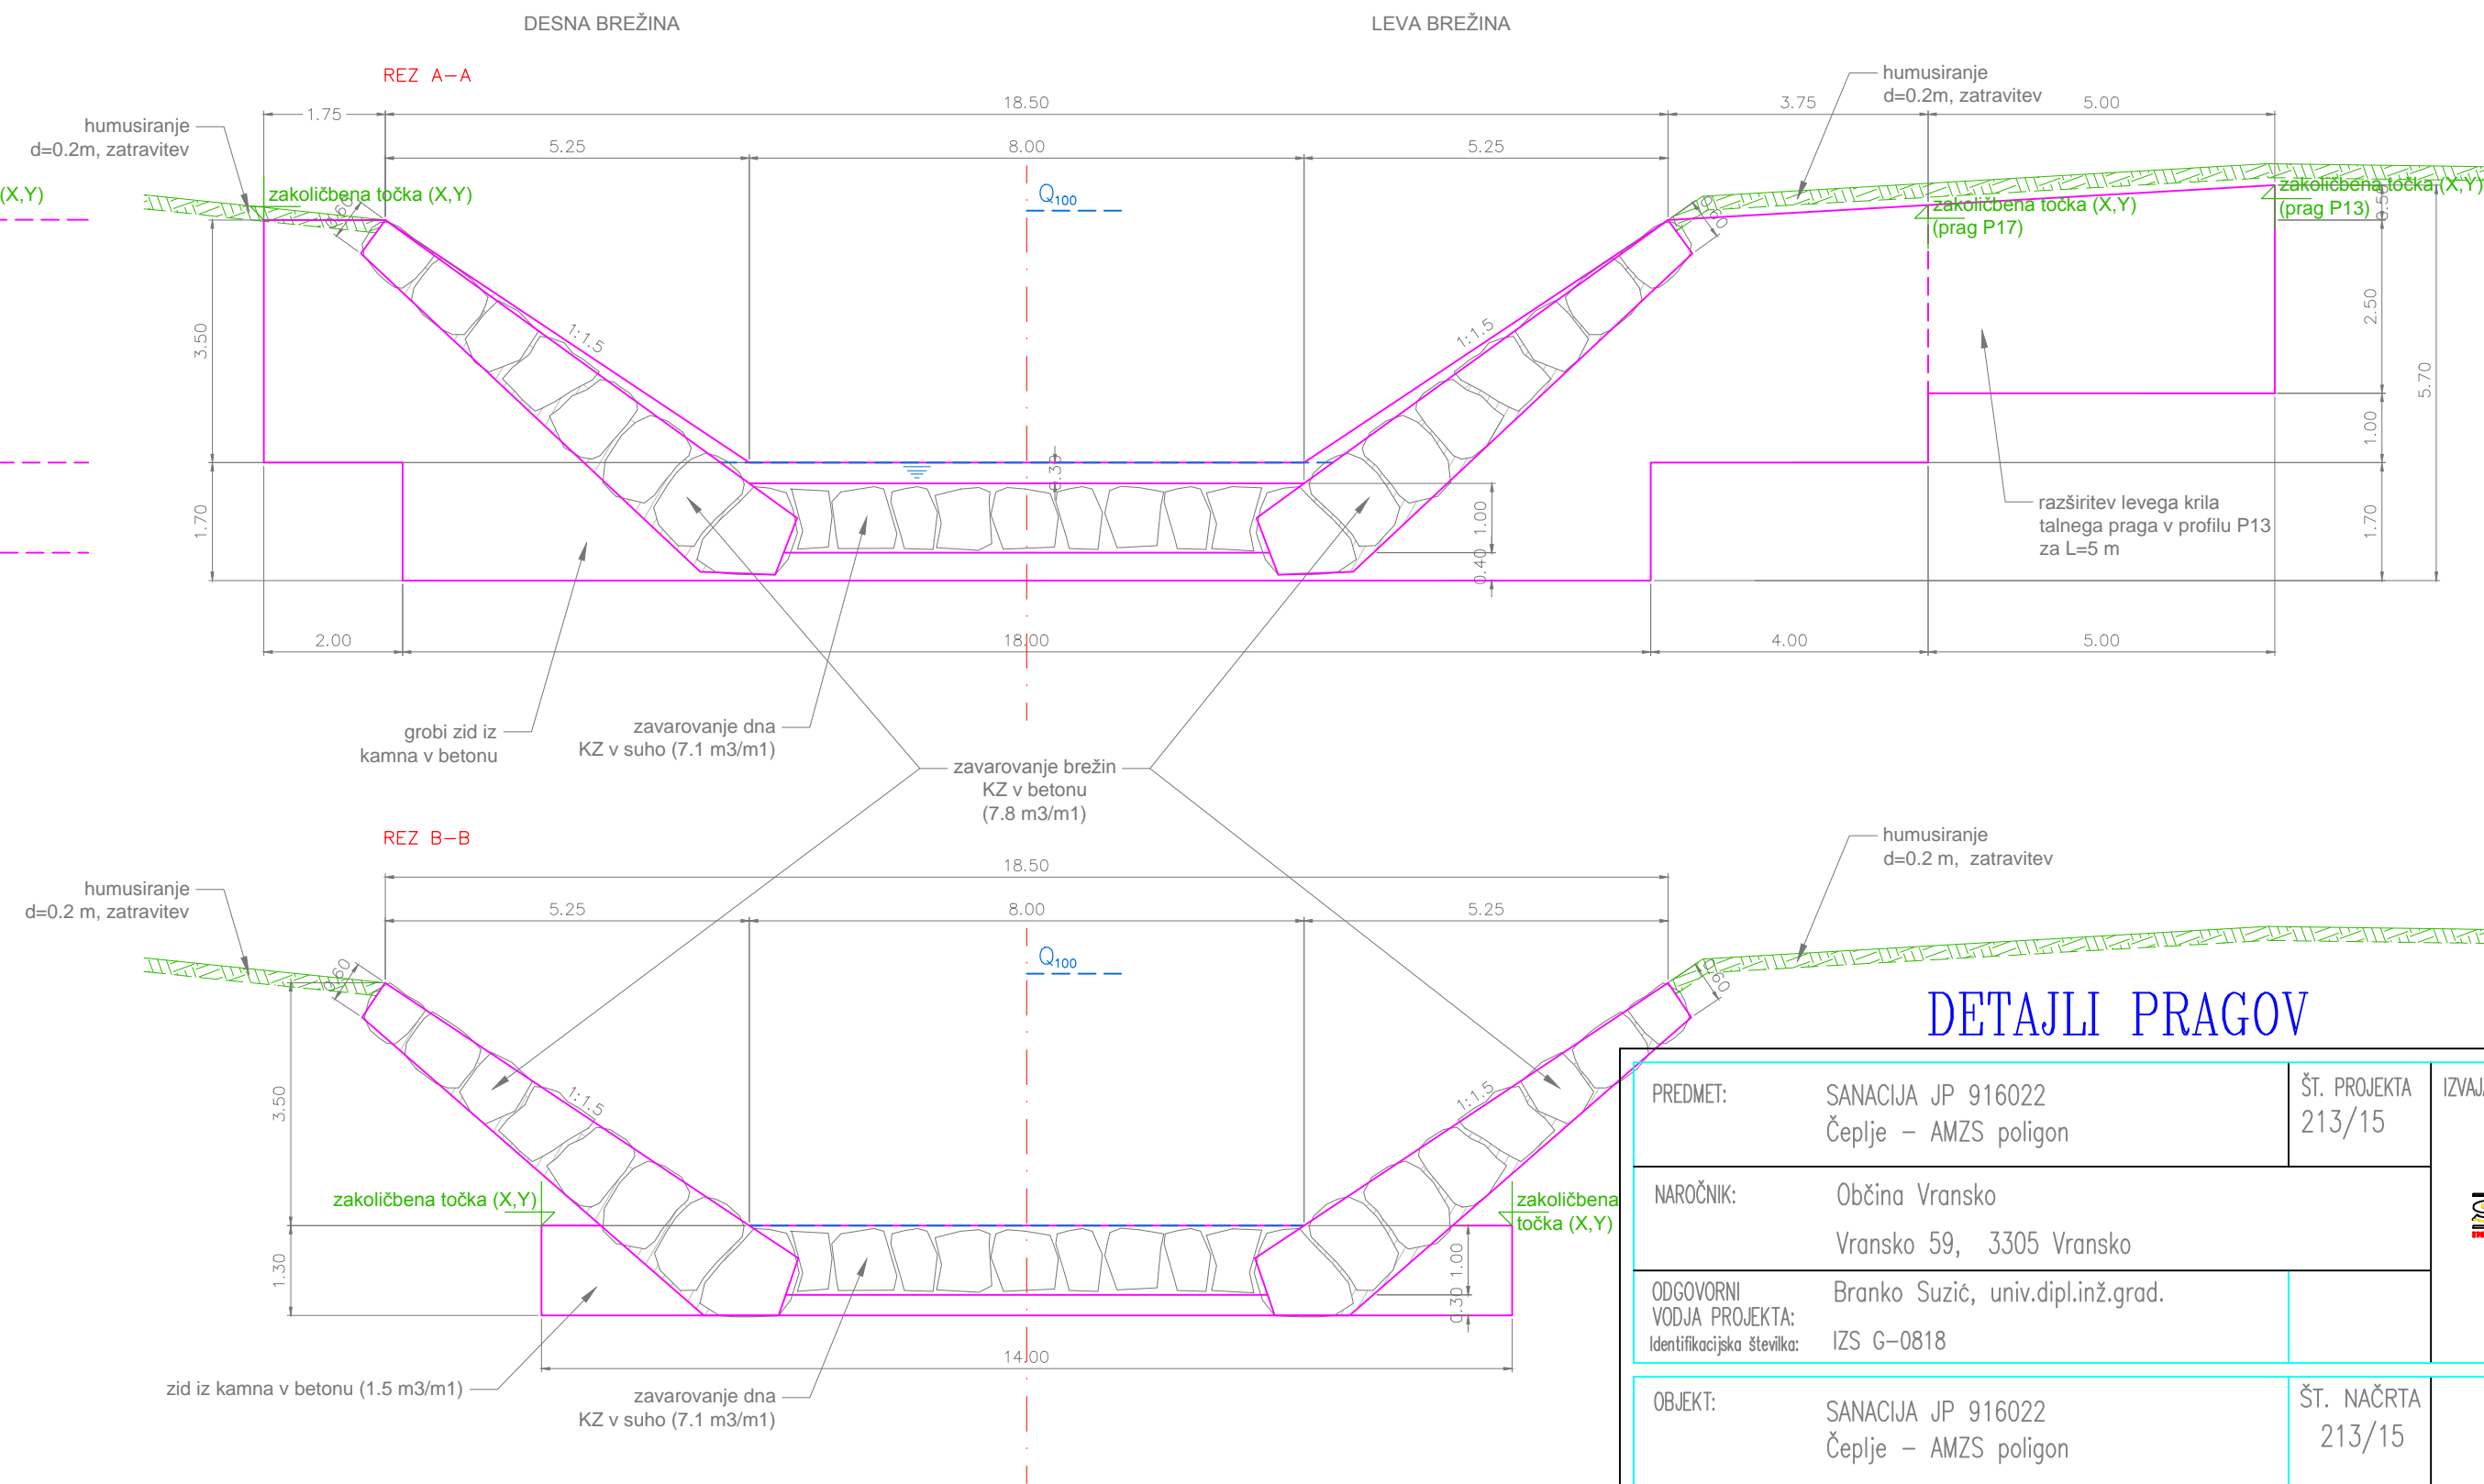 DESNA BREŽINA
LEVA BREŽINA
REZ A-A
humusiranje
d=0.2m, zatravitev
1.75
18.50
3.75
5.00
humusiranje
d=0.2m, zatravitev
5.25
8.00
5.25
(X,Y)
zakoličbena točka (X,Y)
0.60
Q100
0.60
zakoličbena točka (X,Y)
(prag P17)
zakoličbena točka (X,Y)
(prag P13)
0.50
3.50
1:1.5
1:1.5
2.50
5.70
1.00
1.70
0.30
1.00
0.40
1.70
razširitev levega krila
talnega praga v profilu P13
za L=5 m
2.00
18.00
4.00
5.00
grobi zid iz
kamna v betonu
zavarovanje dna
KZ v suho (7.1 m3/m1)
zavarovanje brežin
KZ v betonu
(7.8 m3/m1)
REZ B-B
humusiranje
d=0.2 m, zatravitev
18.50
humusiranje
d=0.2 m, zatravitev
5.25
8.00
5.25
0.60
Q100
0.60
3.50
1:1.5
1:1.5
zakoličbena točka (X,Y)
zakoličbena
točka (X,Y)
1.30
1.00
0.30
14.00
zid iz kamna v betonu (1.5 m3/m1)
zavarovanje dna
KZ v suho (7.1 m3/m1)
DETAJLI PRAGOV
PREDMET:
SANACIJA JP 916022
Čeplje - AMZS poligon
ŠT. PROJEKTA
213/15
NAROČNIK:
Občina Vransko
Vransko 59, 3305 Vransko
ODGOVORNI
VODJA PROJEKTA:
Identifikacijska številka:
Branko Suzić, univ.dipl.inž.grad.
IZS G-0818
OBJEKT:
SANACIJA JP 916022
Čeplje - AMZS poligon
ŠT. NAČRTA
213/15